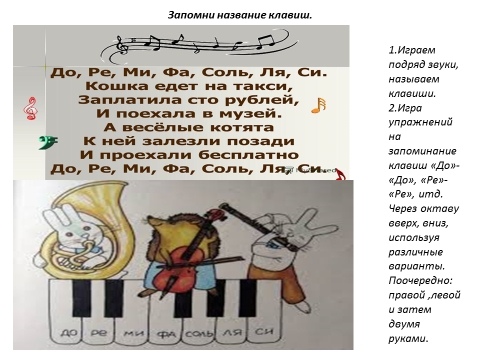 Запомни название клавиш.
До, Ре, Ми, Фа, Соль, Ля, Си.
Кошка едет на такси,
Заплатила сто рублей,
И поехала в музей.
А весёлые котята
К ней залезли позади
И проехали бесплатно
До, Ре, Ми, Фа, Соль, Ля, Си.
до ре ми фа соль ля си
1.Играем
подряд звуки,
называем
клавиши.
2.Игра
упражнений
на
запоминание
клавиш «До»-
«До», «Ре»-
«Ре», итд.
Через октаву
вверх, вниз,
используя
различные
варианты.
Поочередно:
правой ,левой
и затем
двумя
руками.